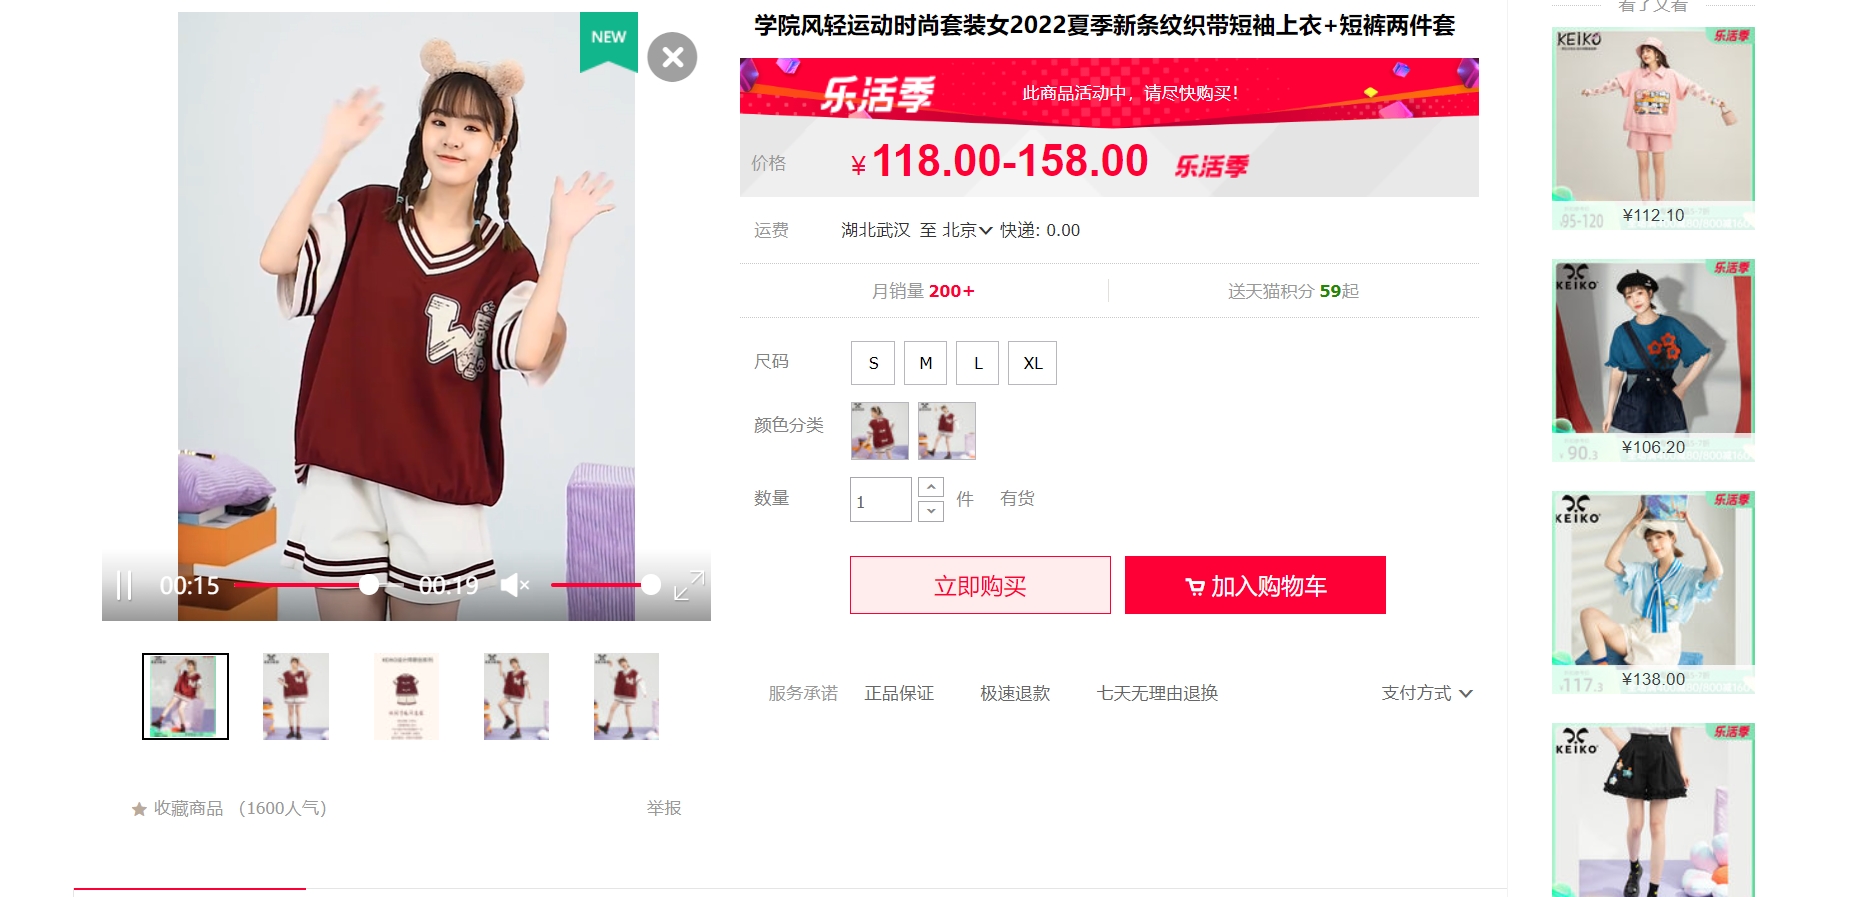 NEW
W
00:15
00:19
收藏商品 （1600人气）
举报
学院风轻运动时尚套装女2022夏季新条纹织带短袖上衣+短裤两件套
乐活季
此商品活动中，请尽快购买！
价格
¥118.00-158.00 乐活季
运费
湖北武汉 至 北京 快递: 0.00
月销量 200+
送天猫积分 59起
尺码
S M L XL
颜色分类
数量
1 件 有货
立即购买
加入购物车
服务承诺 正品保证 极速退款 七天无理由退换 支付方式
看了又看
KEIKO
乐活季
95-120
¥112.10
KEIKO
乐活季
90.3
¥106.20
KEIKO
乐活季
117.3
¥138.00
KEIKO
乐活季